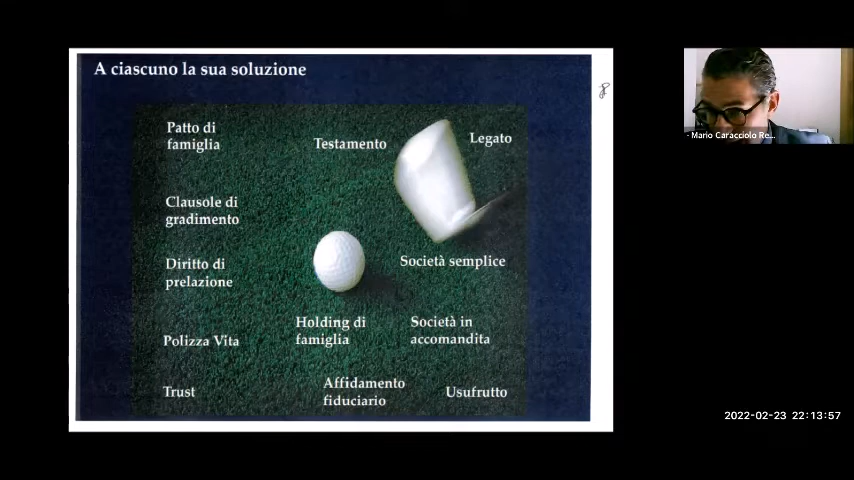 A ciascuno la sua soluzione
8
Patto di
famiglia
Testamento
Legato
Clausole di
gradimento
Diritto di
prelazione
Società semplice
Polizza Vita
Holding di
famiglia
Società in
accomandita
Trust
Affidamento
fiduciario
Usufrutto
- Mario Caracciolo Re...
2022-02-23 22:13:57